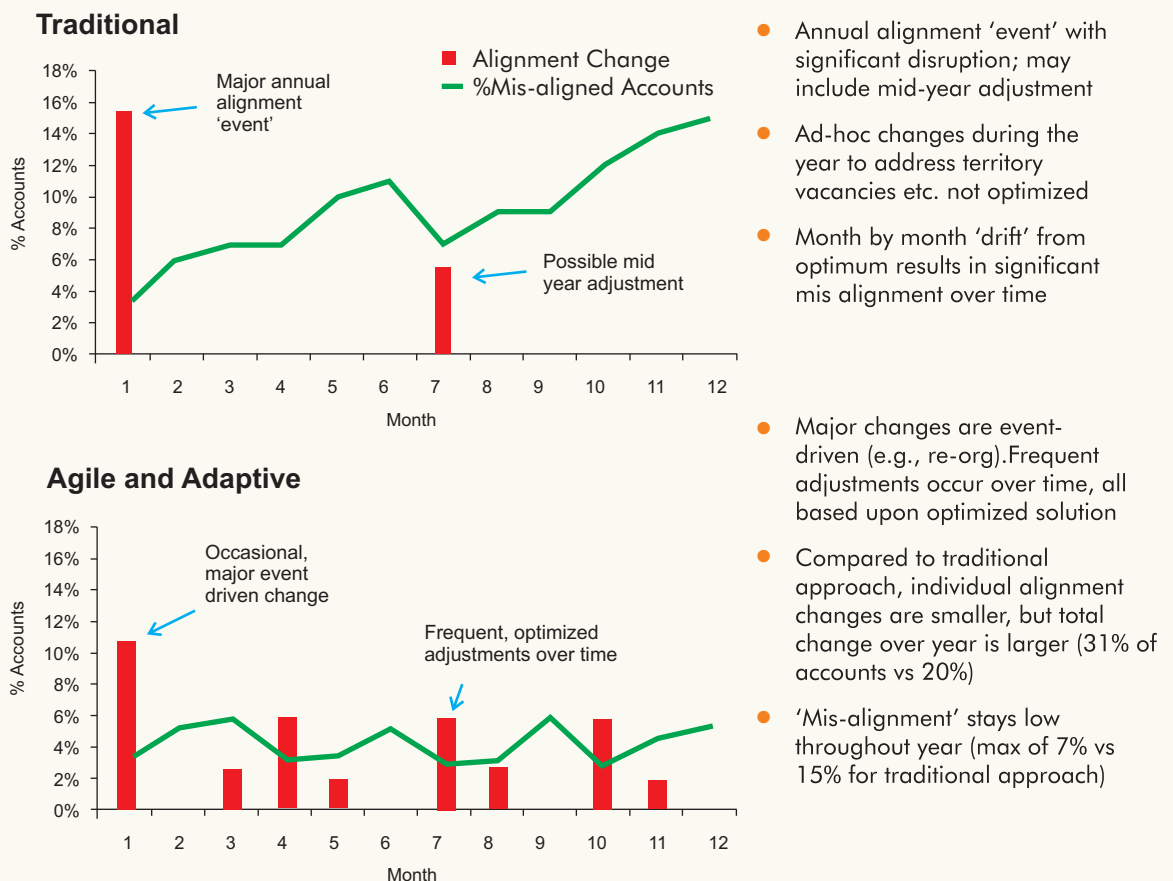 Traditional
Alignment Change
%Mis-aligned Accounts
18%
16%
14%
12%
10%
8%
6%
4%
2%
0%
% Accounts
Major annual
alignment
‘event’
Possible mid
year adjustment
1 2 3 4 5 6 7 8 9 10 11 12
Month
Annual alignment ‘event’ with
significant disruption; may
include mid-year adjustment
Ad-hoc changes during the
year to address territory
vacancies etc. not optimized
Month by month ‘drift’ from
optimum results in significant
mis alignment over time
Agile and Adaptive
18%
16%
14%
12%
10%
8%
6%
4%
2%
0%
% Accounts
Occasional,
major event
driven change
Frequent, optimized
adjustments over time
1 2 3 4 5 6 7 8 9 10 11 12
Month
Major changes are event-
driven (e.g., re-org).Frequent
adjustments occur over time, all
based upon optimized solution
Compared to traditional
approach, individual alignment
changes are smaller, but total
change over year is larger (31% of
accounts vs 20%)
‘Mis-alignment’ stays low
throughout year (max of 7% vs
15% for traditional approach)